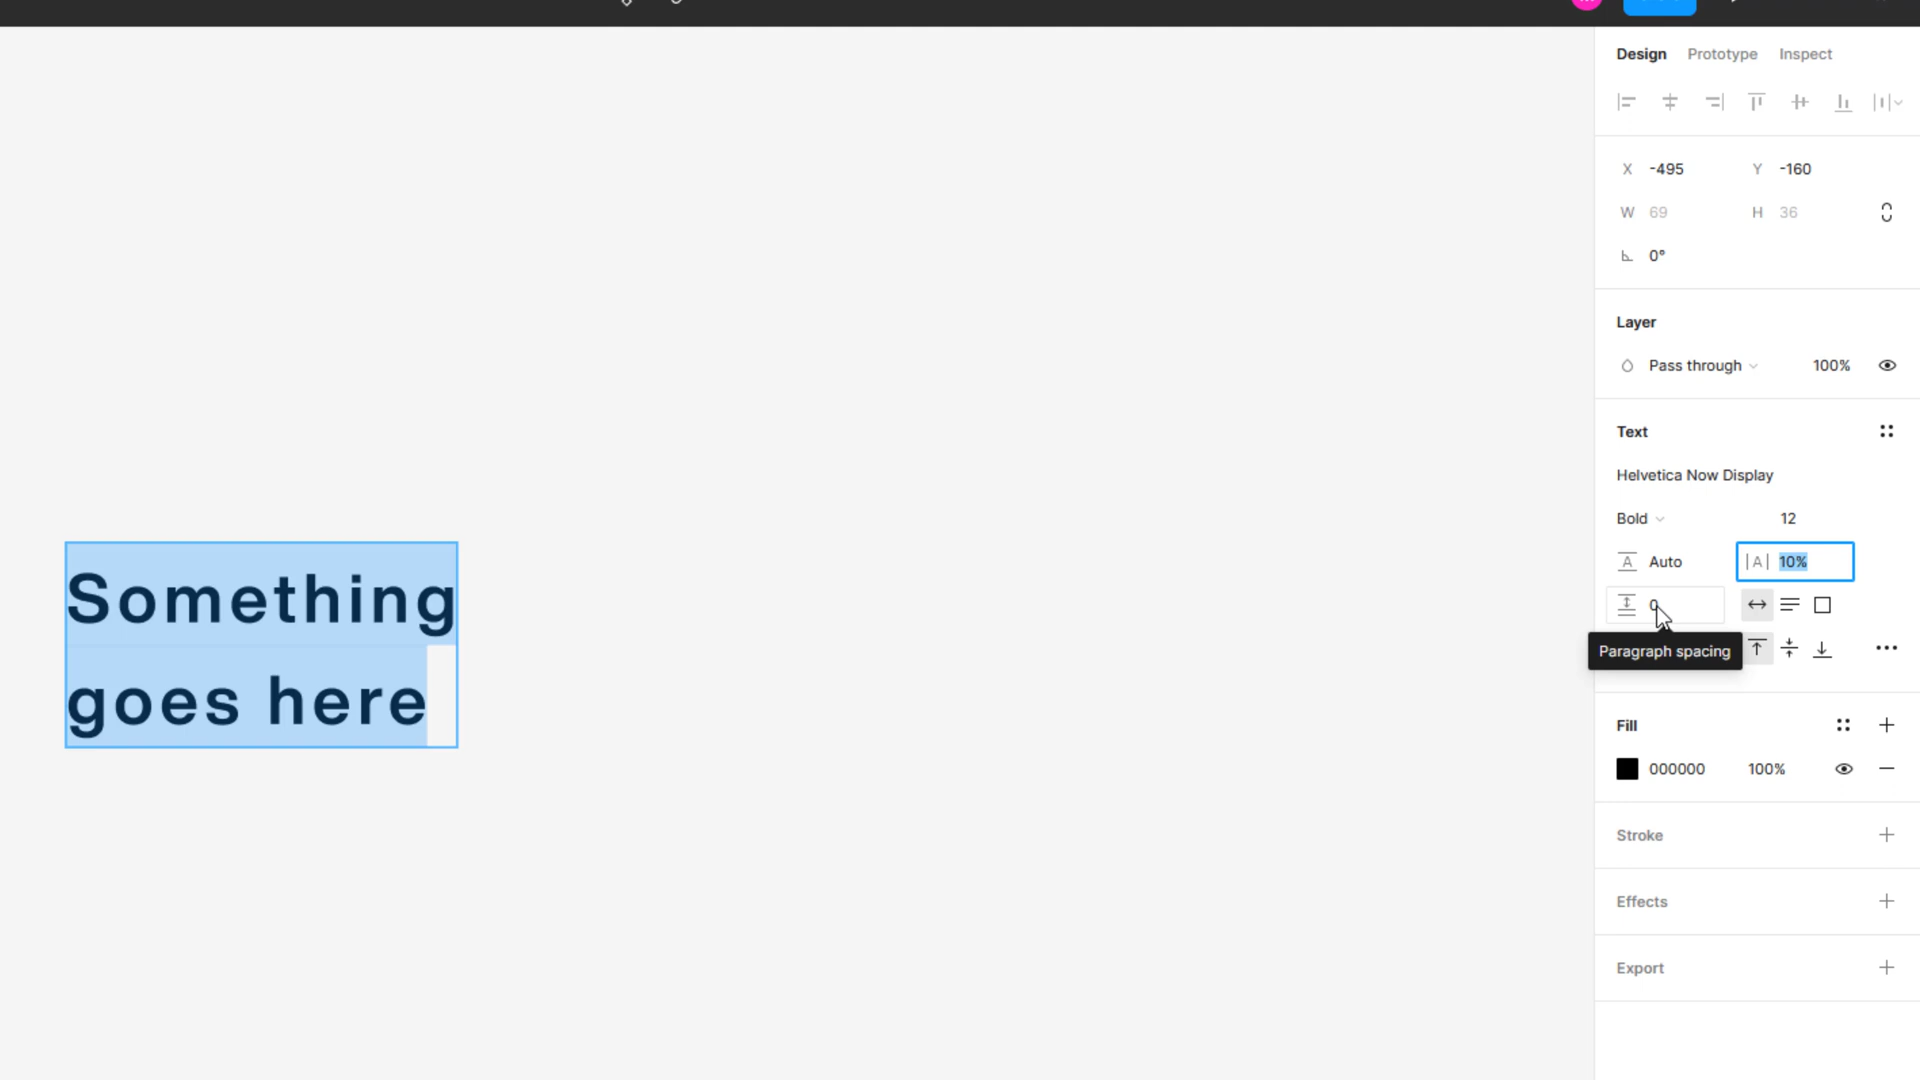 Design Prototype Inspect
X -495 Y -160
W 69 H 36
0°
Layer
Pass through 100%
Text
Helvetica Now Display
Bold 12
A Auto |A| 10%
0
Paragraph spacing
Something
goes here
Fill
000000 100%
Stroke
Effects
Export